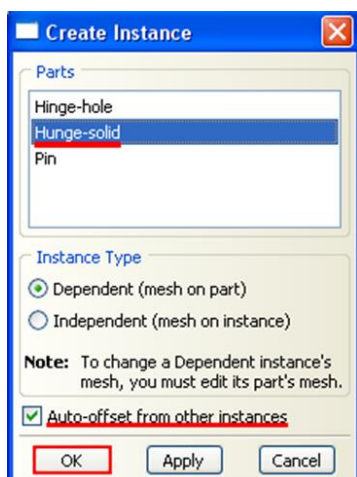 Create Instance
Parts
Hinge-hole
Hunge-solid
Pin
Instance Type
Dependent (mesh on part)
Independent (mesh on instance)
Note: To change a Dependent instance's
mesh, you must edit its part's mesh.
Auto-offset from other instances
OK Apply Cancel